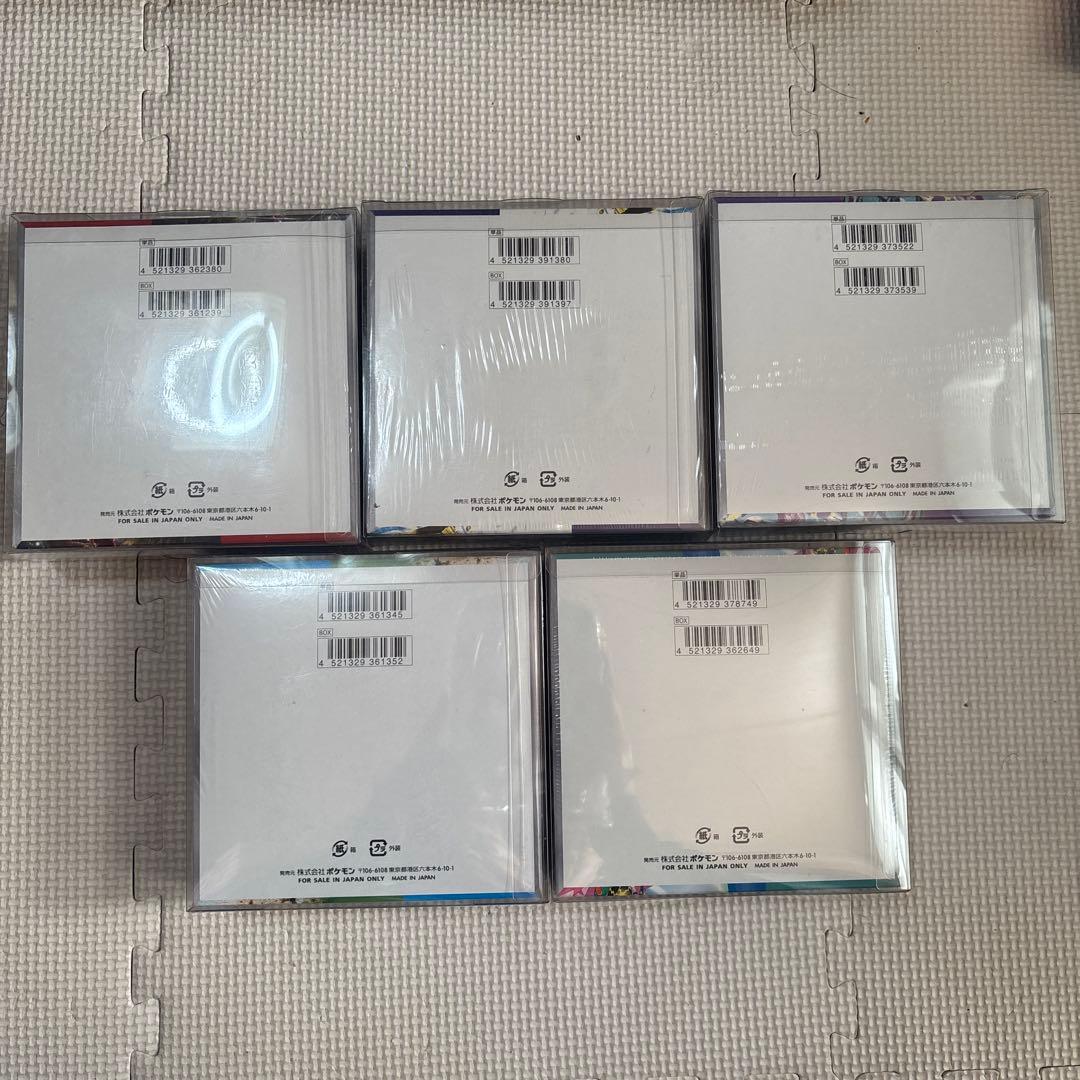 単品
4 521329 362380
BOX
4 521329 361239
紙 箱 プラ 外装
発売元 株式会社ポケモン 〒106-6108 東京都港区六本木6-10-1
FOR SALE IN JAPAN ONLY MADE IN JAPAN
単品
4 521329 391380
BOX
4 521329 391397
紙 箱 プラ 外装
発売元 株式会社ポケモン 〒106-6108 東京都港区六本木6-10-1
FOR SALE IN JAPAN ONLY MADE IN JAPAN
単品
4 521329 373522
BOX
4 521329 373539
紙 箱 プラ 外装
発売元 株式会社ポケモン 〒106-6108 東京都港区六本木6-10-1
FOR SALE IN JAPAN ONLY MADE IN JAPAN
単品
4 521329 361345
BOX
4 521329 361352
紙 箱 プラ 外装
発売元 株式会社ポケモン 〒106-6108 東京都港区六本木6-10-1
FOR SALE IN JAPAN ONLY MADE IN JAPAN
単品
4 521329 378749
BOX
4 521329 362649
紙 箱 プラ 外装
発売元 株式会社ポケモン 〒106-6108 東京都港区六本木6-10-1
FOR SALE IN JAPAN ONLY MADE IN JAPAN